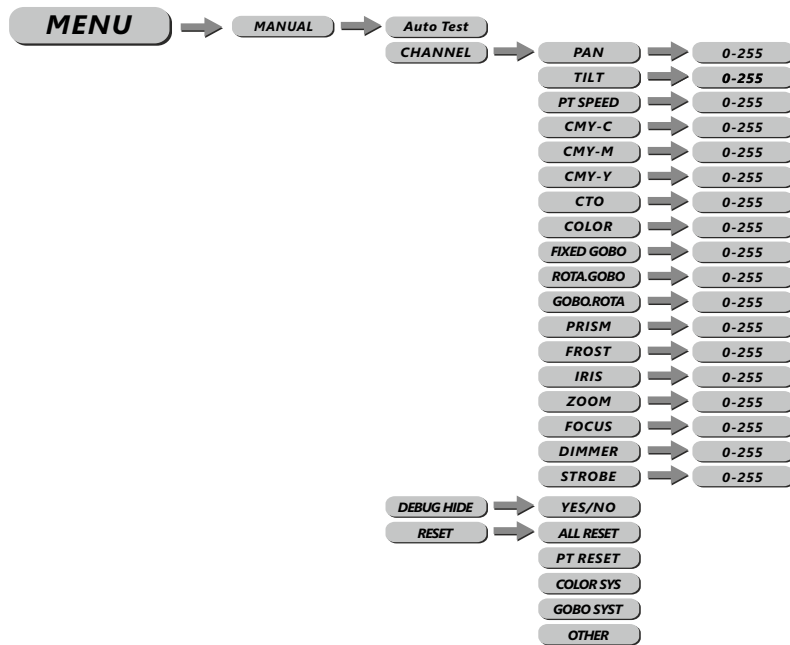 MENU MANUAL Auto Test
CHANNEL PAN 0-255
TILT 0-255
PT SPEED 0-255
CMY-C 0-255
CMY-M 0-255
CMY-Y 0-255
CTO 0-255
COLOR 0-255
FIXED GOBO 0-255
ROTA.GOBO 0-255
GOBO.ROTA 0-255
PRISM 0-255
FROST 0-255
IRIS 0-255
ZOOM 0-255
FOCUS 0-255
DIMMER 0-255
STROBE 0-255
DEBUG HIDE YES/NO
RESET ALL RESET
PT RESET
COLOR SYS
GOBO SYST
OTHER